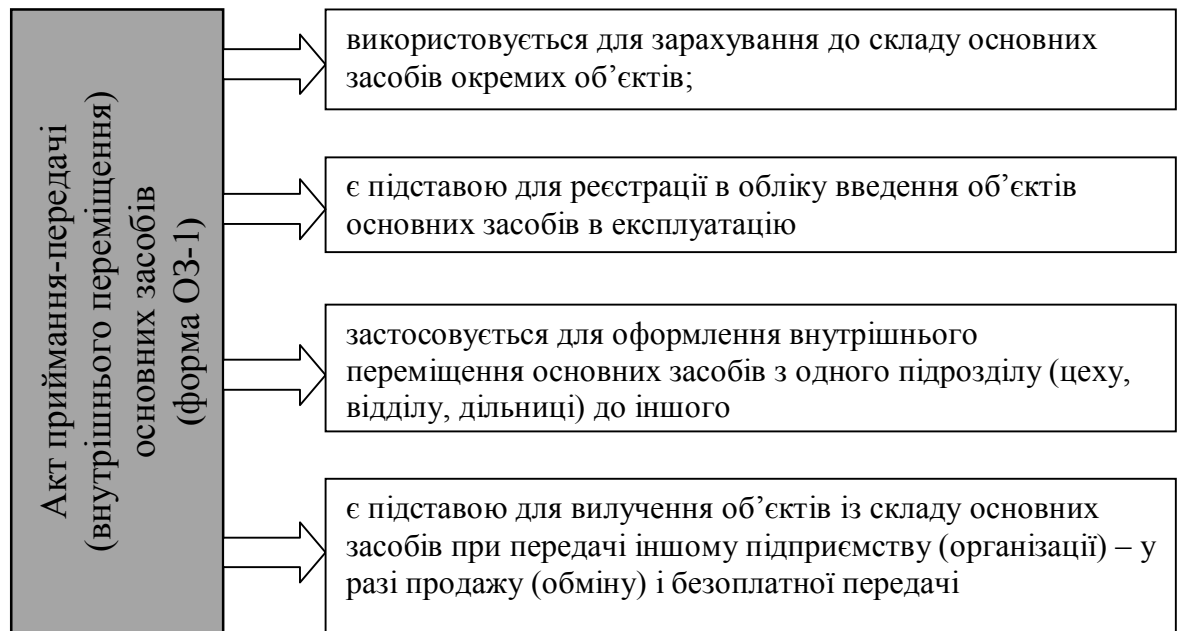 Акт приймання-передачі
(внутрішнього переміщення)
основних засобів
(форма ОЗ-1)
використовується для зарахування до складу основних
засобів окремих об’єктів;
є підставою для реєстрації в обліку введення об’єктів
основних засобів в експлуатацію
застосовується для оформлення внутрішнього
переміщення основних засобів з одного підрозділу (цеху,
відділу, дільниці) до іншого
є підставою для вилучення об’єктів із складу основних
засобів при передачі іншому підприємству (організації) – у
разі продажу (обміну) і безоплатної передачі